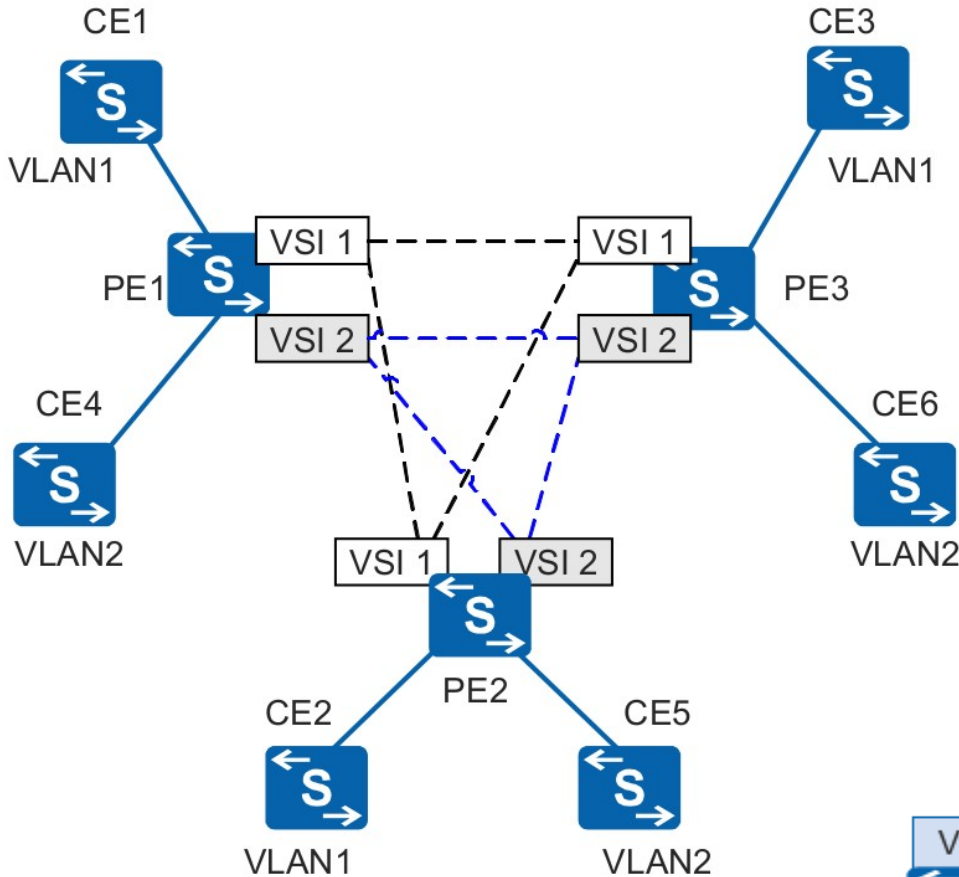 CE1
CE3
S
S
VLAN1
VLAN1
VSI 1
VSI 1
PE1
S
S
PE3
VSI 2
VSI 2
CE4
CE6
S
S
VLAN2
VLAN2
VSI 1
VSI 2
S
PE2
CE2
CE5
S
S
VLAN1
VLAN2
V